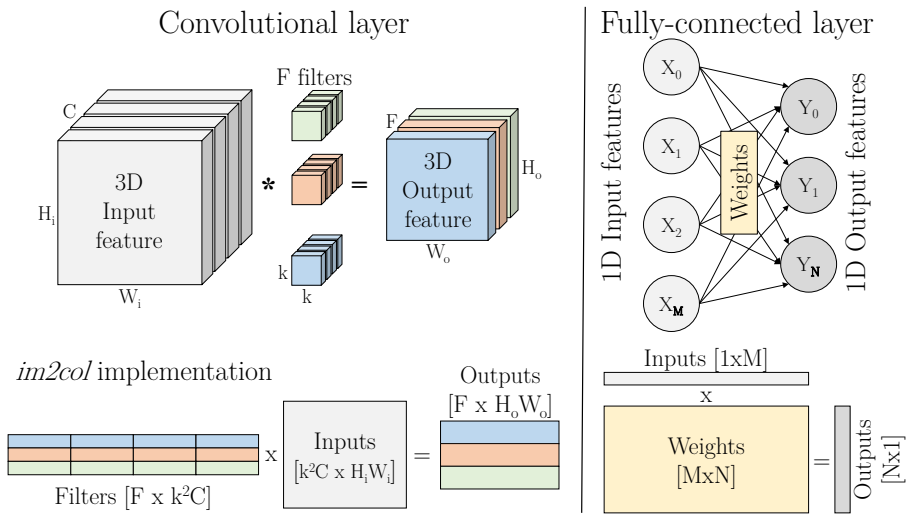 Convolutional layer
F filters
C
3D
Input
feature
H_i
W_i
*
k
k
=
F
3D
Output
feature
H_o
W_o
im2col implementation
Filters [F x k²C]
x
Inputs
[k²C x H_iW_i]
=
Outputs
[F x H_oW_o]
Fully-connected layer
1D Input features
X_0
X_1
X_2
X_M
Weights
Y_0
Y_1
Y_N
1D Output features
Inputs [1xM]
x
Weights
[MxN]
=
Outputs
[Nx1]